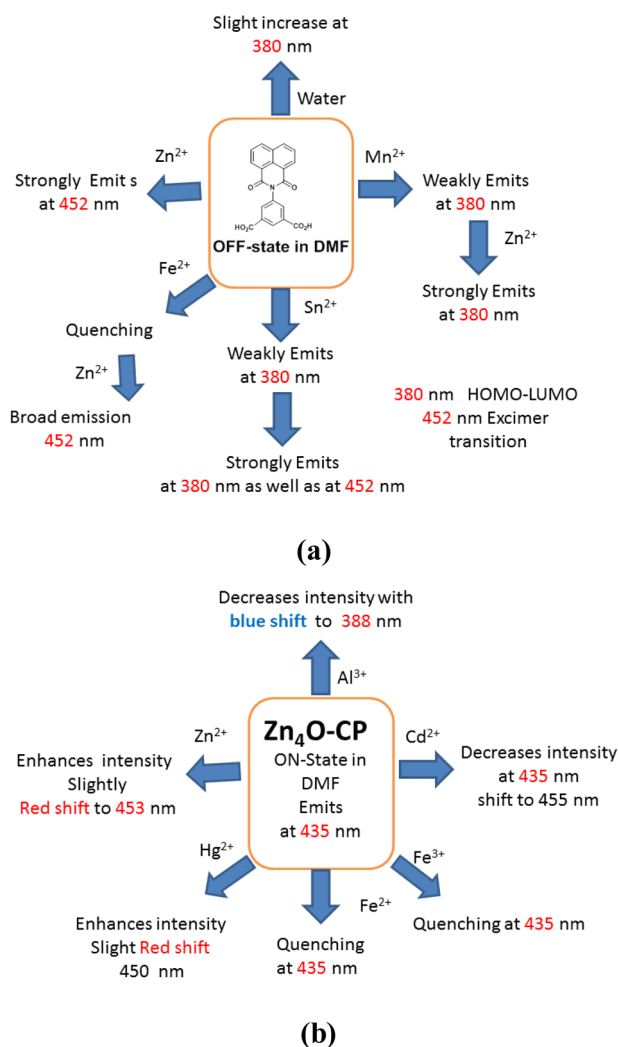 Slight increase at
380 nm
Water
Zn2+
Mn2+
Strongly Emit s
at 452 nm
O
N
O
HO2C
CO2H
OFF-state in DMF
Weakly Emits
at 380 nm
Zn2+
Strongly Emits
at 380 nm
Fe2+
Sn2+
Quenching
Zn2+
Broad emission
452 nm
Weakly Emits
at 380 nm
380 nm HOMO-LUMO
452 nm Excimer
transition
Strongly Emits
at 380 nm as well as at 452 nm
(a)
Decreases intensity with
blue shift to 388 nm
Al3+
Zn2+
Cd2+
Zn4O-CP
ON-State in
DMF
Emits
at 435 nm
Enhances intensity
Slightly
Red shift to 453 nm
Decreases intensity
at 435 nm
shift to 455 nm
Hg2+
Fe2+
Fe3+
Enhances intensity
Slight Red shift
450 nm
Quenching
at 435 nm
Quenching at 435 nm
(b)